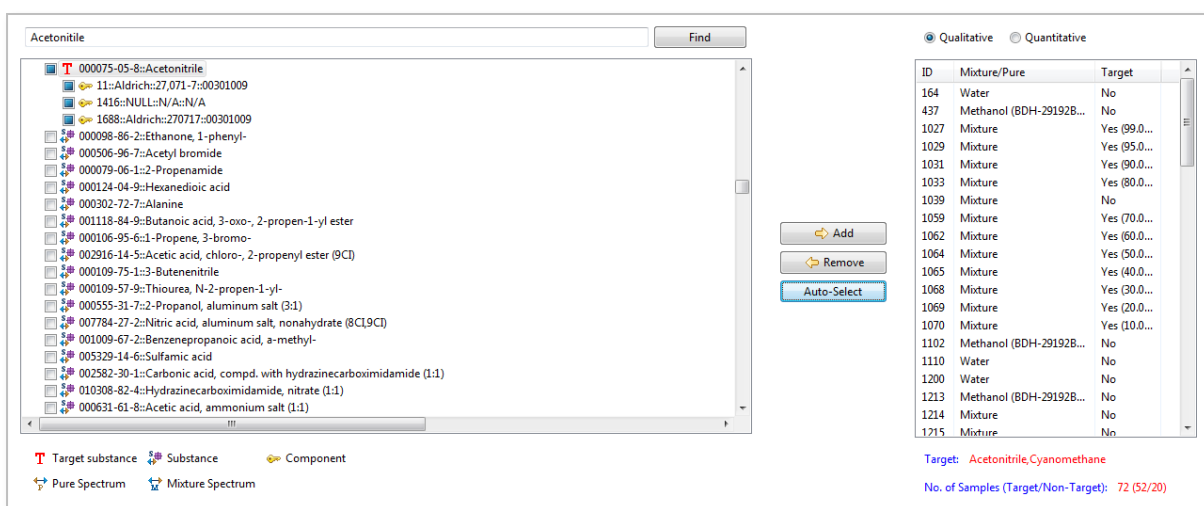 Acetonitile
Find
Qualitative
Quantitative
T 000075-05-8::Acetonitrile
11::Aldrich::27,071-7::00301009
1416::NULL::N/A::N/A
1688::Aldrich::270717::00301009
000098-86-2::Ethanone, 1-phenyl-
000506-96-7::Acetyl bromide
000079-06-1::2-Propenamide
000124-04-9::Hexanedioic acid
000302-72-7::Alanine
001118-84-9::Butanoic acid, 3-oxo-, 2-propen-1-yl ester
000106-95-6::1-Propene, 3-bromo-
002916-14-5::Acetic acid, chloro-, 2-propenyl ester (9CI)
000109-75-1::3-Butenenitrile
000109-57-9::Thiourea, N-2-propen-1-yl-
000555-31-7::2-Propanol, aluminum salt (3:1)
007784-27-2::Nitric acid, aluminum salt, nonahydrate (8CI,9CI)
001009-67-2::Benzenepropanoic acid, a-methyl-
005329-14-6::Sulfamic acid
002582-30-1::Carbonic acid, compd. with hydrazinecarboximidamide (1:1)
010308-82-4::Hydrazinecarboximidamide, nitrate (1:1)
000631-61-8::Acetic acid, ammonium salt (1:1)
T Target substance
Substance
Component
Pure Spectrum
Mixture Spectrum
Add
Remove
Auto-Select
ID Mixture/Pure Target
164 Water No
437 Methanol (BDH-29192B... No
1027 Mixture Yes (99.0...
1029 Mixture Yes (95.0...
1031 Mixture Yes (90.0...
1033 Mixture Yes (80.0...
1039 Mixture No
1059 Mixture Yes (70.0...
1062 Mixture Yes (60.0...
1064 Mixture Yes (50.0...
1065 Mixture Yes (40.0...
1068 Mixture Yes (30.0...
1069 Mixture Yes (20.0...
1070 Mixture Yes (10.0...
1102 Methanol (BDH-29192B... No
1110 Water No
1200 Water No
1213 Methanol (BDH-29192B... No
1214 Mixture No
1215 Mixture No
Target: Acetonitrile,Cyanomethane
No. of Samples (Target/Non-Target): 72 (52/20)